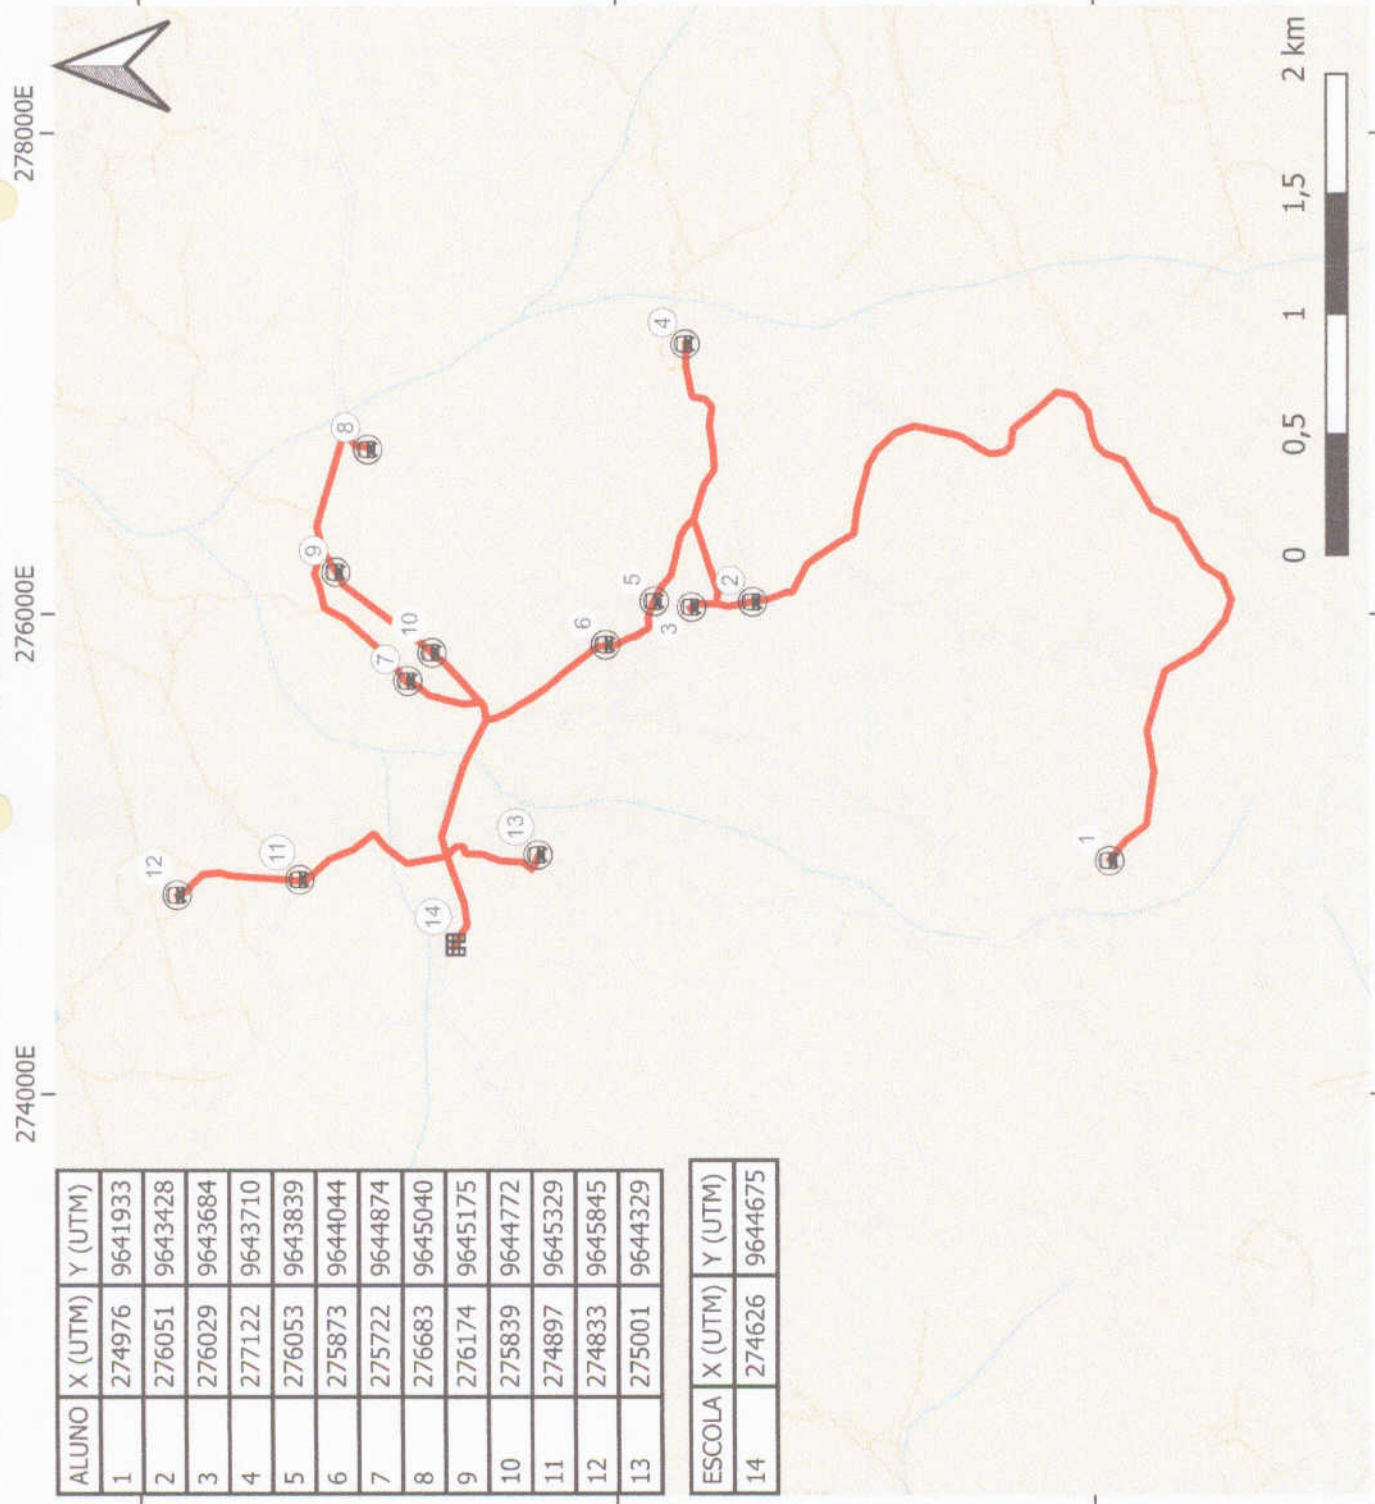 ALUNO X (UTM) Y (UTM)
1 274976 9641933
2 276051 9643428
3 276029 9643684
4 277122 9643710
5 276053 9643839
6 275873 9644044
7 275722 9644874
8 276683 9645040
9 276174 9645175
10 275839 9644772
11 274897 9645329
12 274833 9645845
13 275001 9644329
ESCOLA X (UTM) Y (UTM)
14 274626 9644675
274000E
276000E
278000E
12
11
14
13
7
10
9
8
6
5
3
2
4
1
0 0,5 1 1,5 2 km